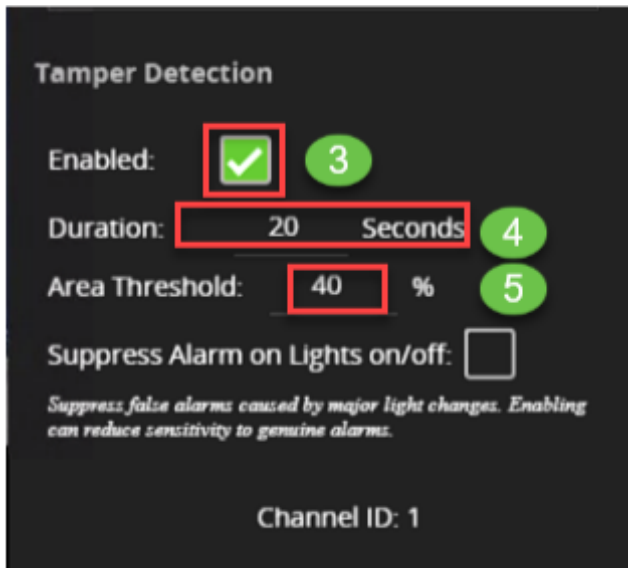 Tamper Detection
Enabled: 3
Duration: 20 Seconds 4
Area Threshold: 40 % 5
Suppress Alarm on Lights on/off:
Suppress false alarms caused by major light changes. Enabling
can reduce sensitivity to genuine alarms.
Channel ID: 1